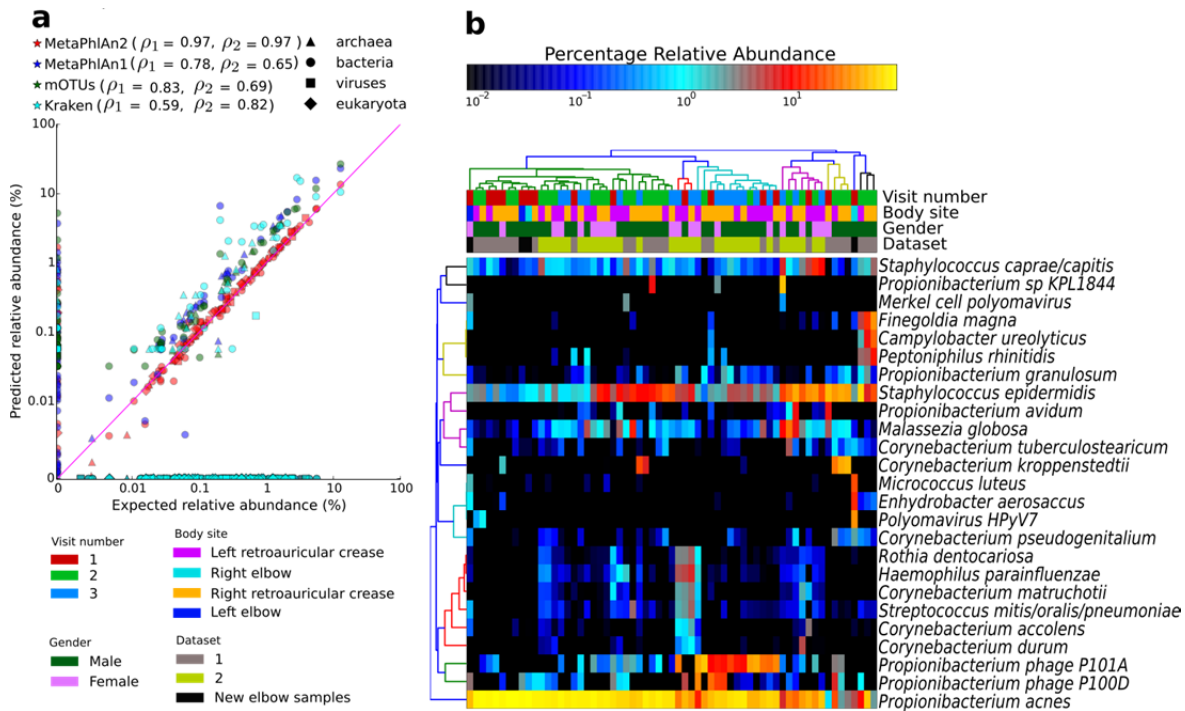 a
MetaPhlAn2 ( ρ1 = 0.97, ρ2 = 0.97 )
MetaPhlAn1 (ρ1 = 0.78, ρ2 = 0.65)
mOTUs (ρ1 = 0.83, ρ2 = 0.69)
Kraken (ρ1 = 0.59, ρ2 = 0.82)
archaea
bacteria
viruses
eukaryota
Predicted relative abundance (%)
100
10
1
0.1
0.01
0
0
0.01
0.1
1
10
100
Expected relative abundance (%)
Visit number
1
2
3
Body site
Left retroauricular crease
Right elbow
Right retroauricular crease
Left elbow
Gender
Male
Female
Dataset
1
2
New elbow samples
b
Percentage Relative Abundance
10^-2
10^-1
10^0
10^1
Visit number
Body site
Gender
Dataset
Staphylococcus caprae/capitis
Propionibacterium sp KPL1844
Merkel cell polyomavirus
Finegoldia magna
Campylobacter ureolyticus
Peptoniphilus rhinitidis
Propionibacterium granulosum
Staphylococcus epidermidis
Propionibacterium avidum
Malassezia globosa
Corynebacterium tuberculostearicum
Corynebacterium kroppenstedtii
Micrococcus luteus
Enhydrobacter aerosaccus
Polyomavirus HPyV7
Corynebacterium pseudogenitalium
Rothia dentocariosa
Haemophilus parainfluenzae
Corynebacterium matruchotii
Streptococcus mitis/oralis/pneumoniae
Corynebacterium accolens
Corynebacterium durum
Propionibacterium phage P101A
Propionibacterium phage P100D
Propionibacterium acnes